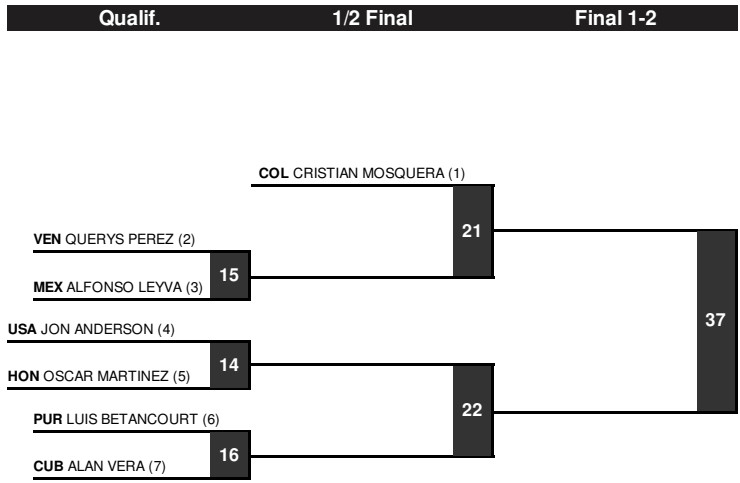 Qualif. 1/2 Final Final 1-2
COL CRISTIAN MOSQUERA (1)
21
VEN QUERYS PEREZ (2)
15
MEX ALFONSO LEYVA (3)
37
USA JON ANDERSON (4)
14
HON OSCAR MARTINEZ (5)
22
PUR LUIS BETANCOURT (6)
16
CUB ALAN VERA (7)